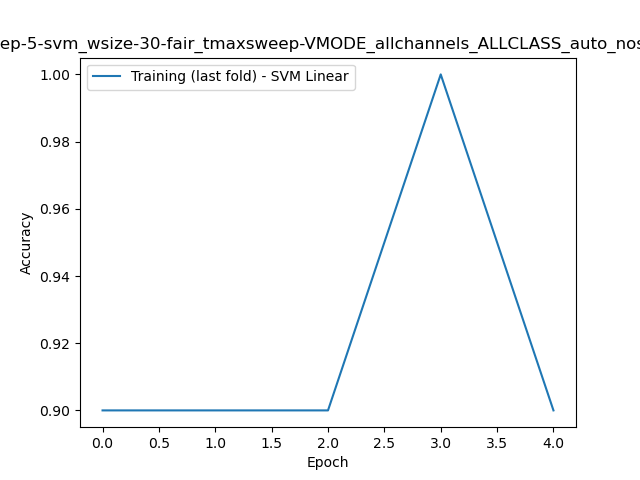 ep-5-svm_wsize-30-fair_tmaxsweep-VMODE_allchannels_ALLCLASS_auto_nos
Training (last fold) - SVM Linear
1.00
0.98
0.96
0.94
0.92
0.90
Accuracy
0.0 0.5 1.0 1.5 2.0 2.5 3.0 3.5 4.0
Epoch